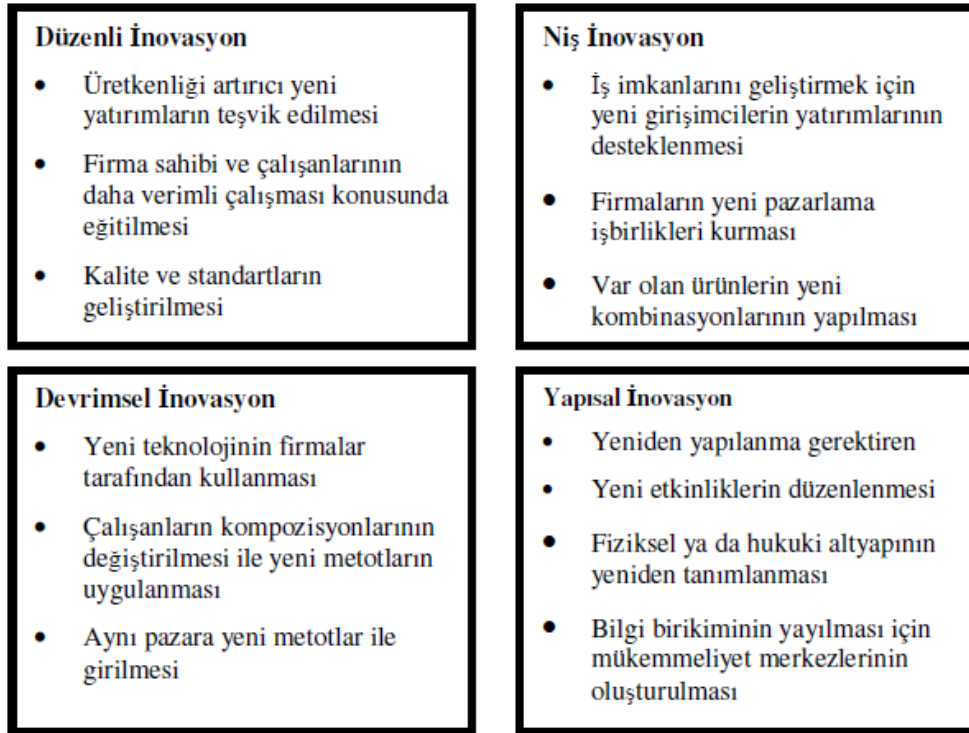 Düzenli İnovasyon
• Üretkenliği artırıcı yeni
yatırımların teşvik edilmesi
• Firma sahibi ve çalışanlarının
daha verimli çalışması konusunda
eğitilmesi
• Kalite ve standartların
geliştirilmesi
Niş İnovasyon
• İş imkanlarını geliştirmek için
yeni girişimcilerin yatırımlarının
desteklenmesi
• Firmaların yeni pazarlama
işbirlikleri kurması
• Var olan ürünlerin yeni
kombinasyonlarının yapılması
Devrimsel İnovasyon
• Yeni teknolojinin firmalar
tarafından kullanması
• Çalışanların kompozisyonlarının
değiştirilmesi ile yeni metotların
uygulanması
• Aynı pazara yeni metotlar ile
girilmesi
Yapısal İnovasyon
• Yeniden yapılanma gerektiren
• Yeni etkinliklerin düzenlenmesi
• Fiziksel ya da hukuki altyapının
yeniden tanımlanması
• Bilgi birikiminin yayılması için
mükemmeliyet merkezlerinin
oluşturulması